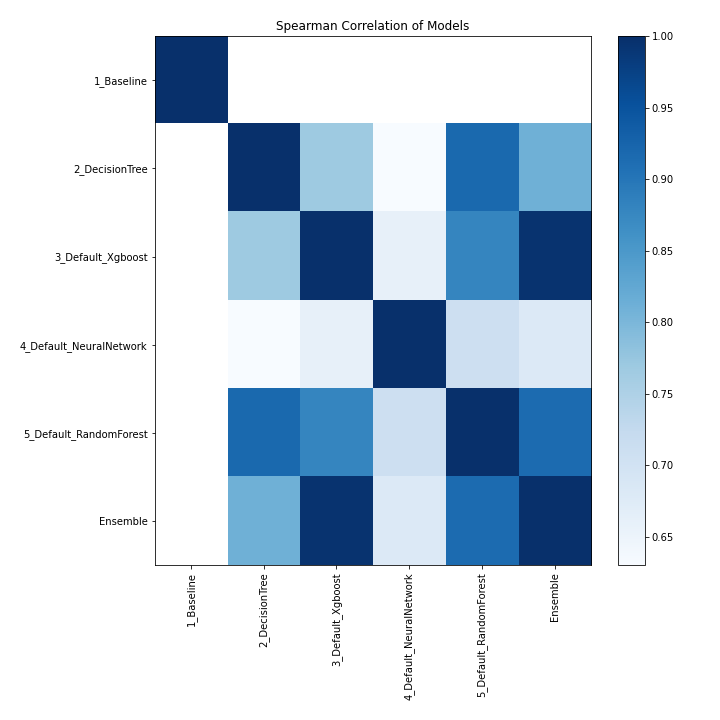 Spearman Correlation of Models
1_Baseline
2_DecisionTree
3_Default_Xgboost
4_Default_NeuralNetwork
5_Default_RandomForest
Ensemble
1_Baseline
2_DecisionTree
3_Default_Xgboost
4_Default_NeuralNetwork
5_Default_RandomForest
Ensemble
1.00
0.95
0.90
0.85
0.80
0.75
0.70
0.65